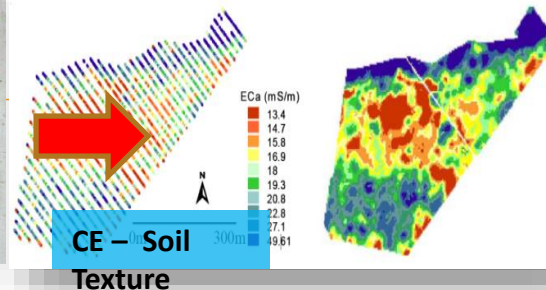 ECa (mS/m)
13.4
14.7
15.8
16.9
18
19.3
20.8
22.8
27.1
49.61
N
0m 300m
CE – Soil
Texture